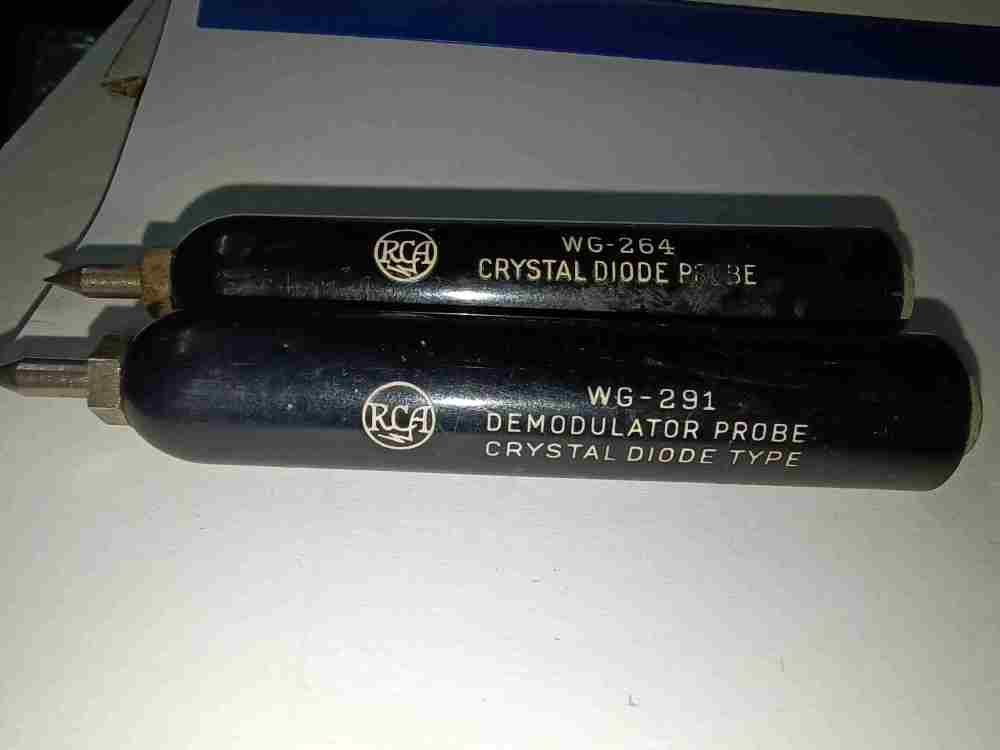 RCA
WG-264
CRYSTAL DIODE PROBE
RCA
WG-291
DEMODULATOR PROBE
CRYSTAL DIODE TYPE